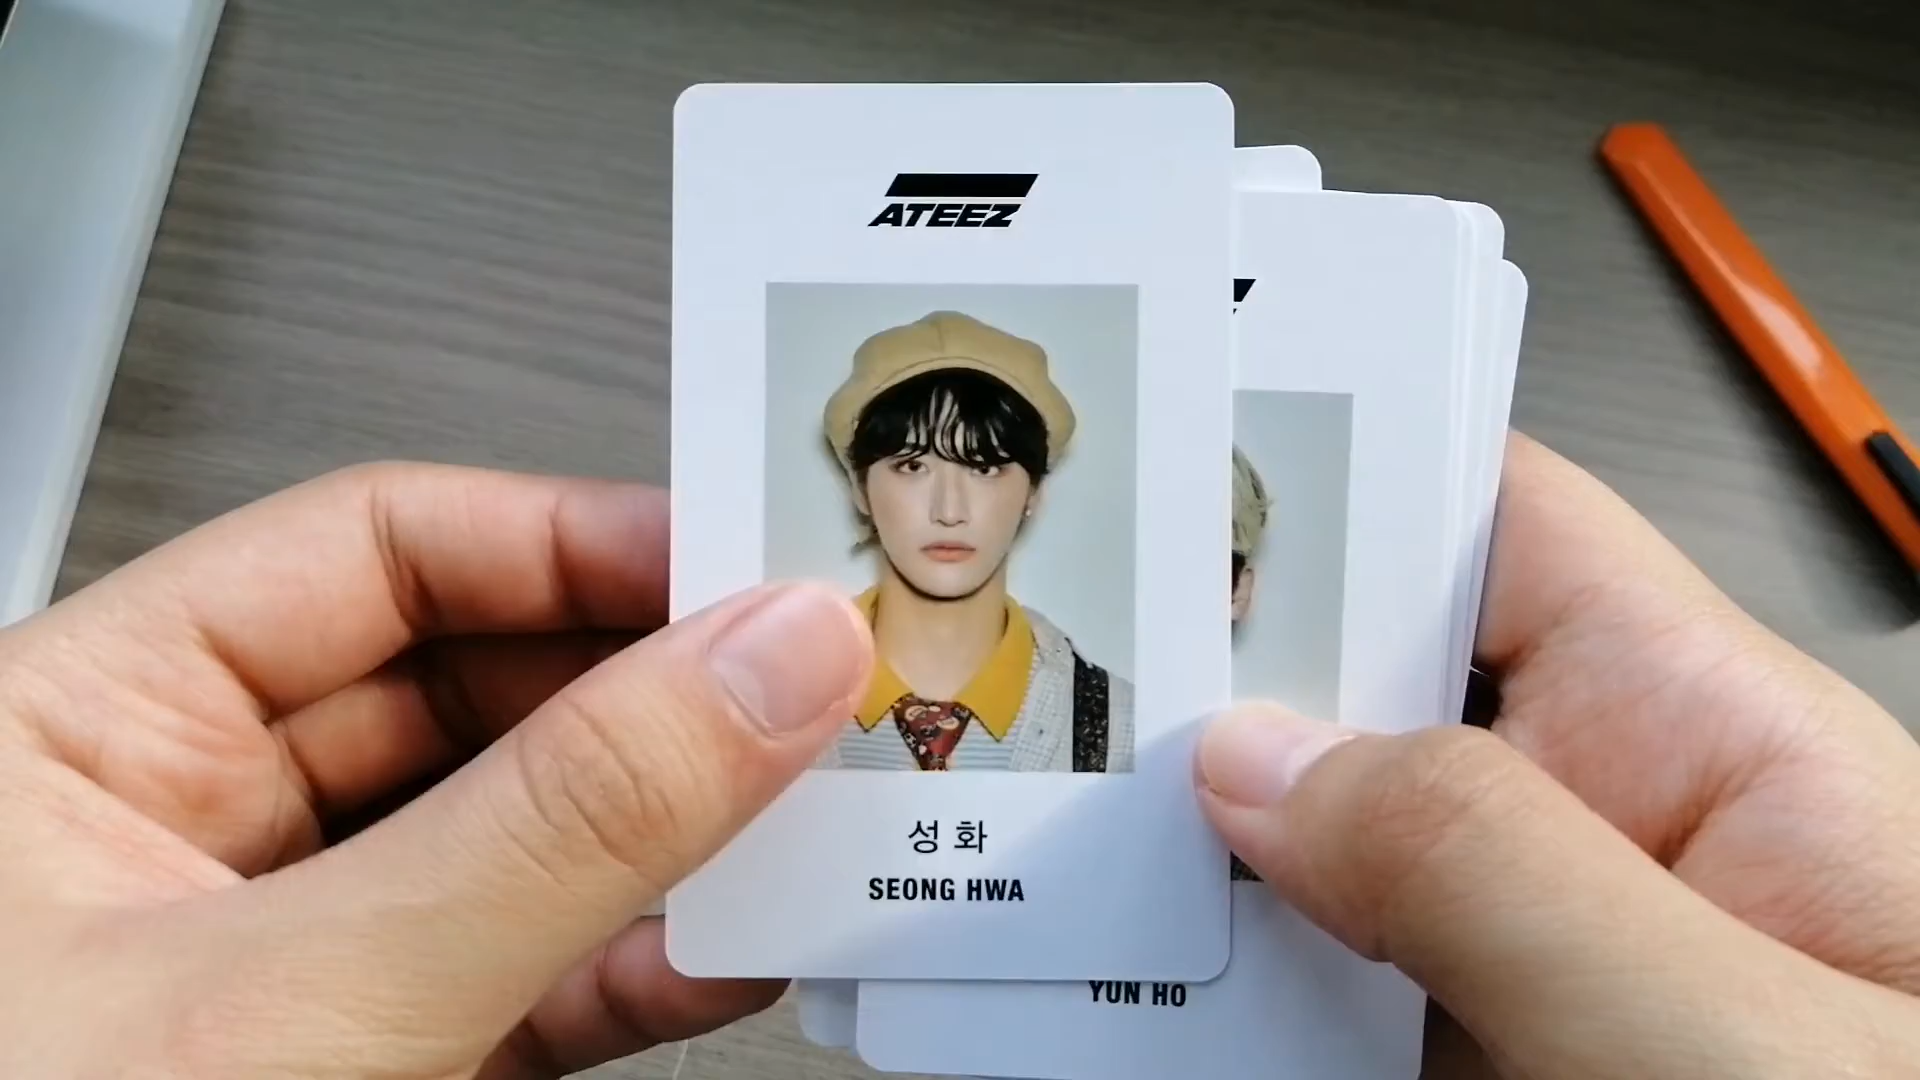 ATEEZ
성 화
SEONG HWA
YUN HO